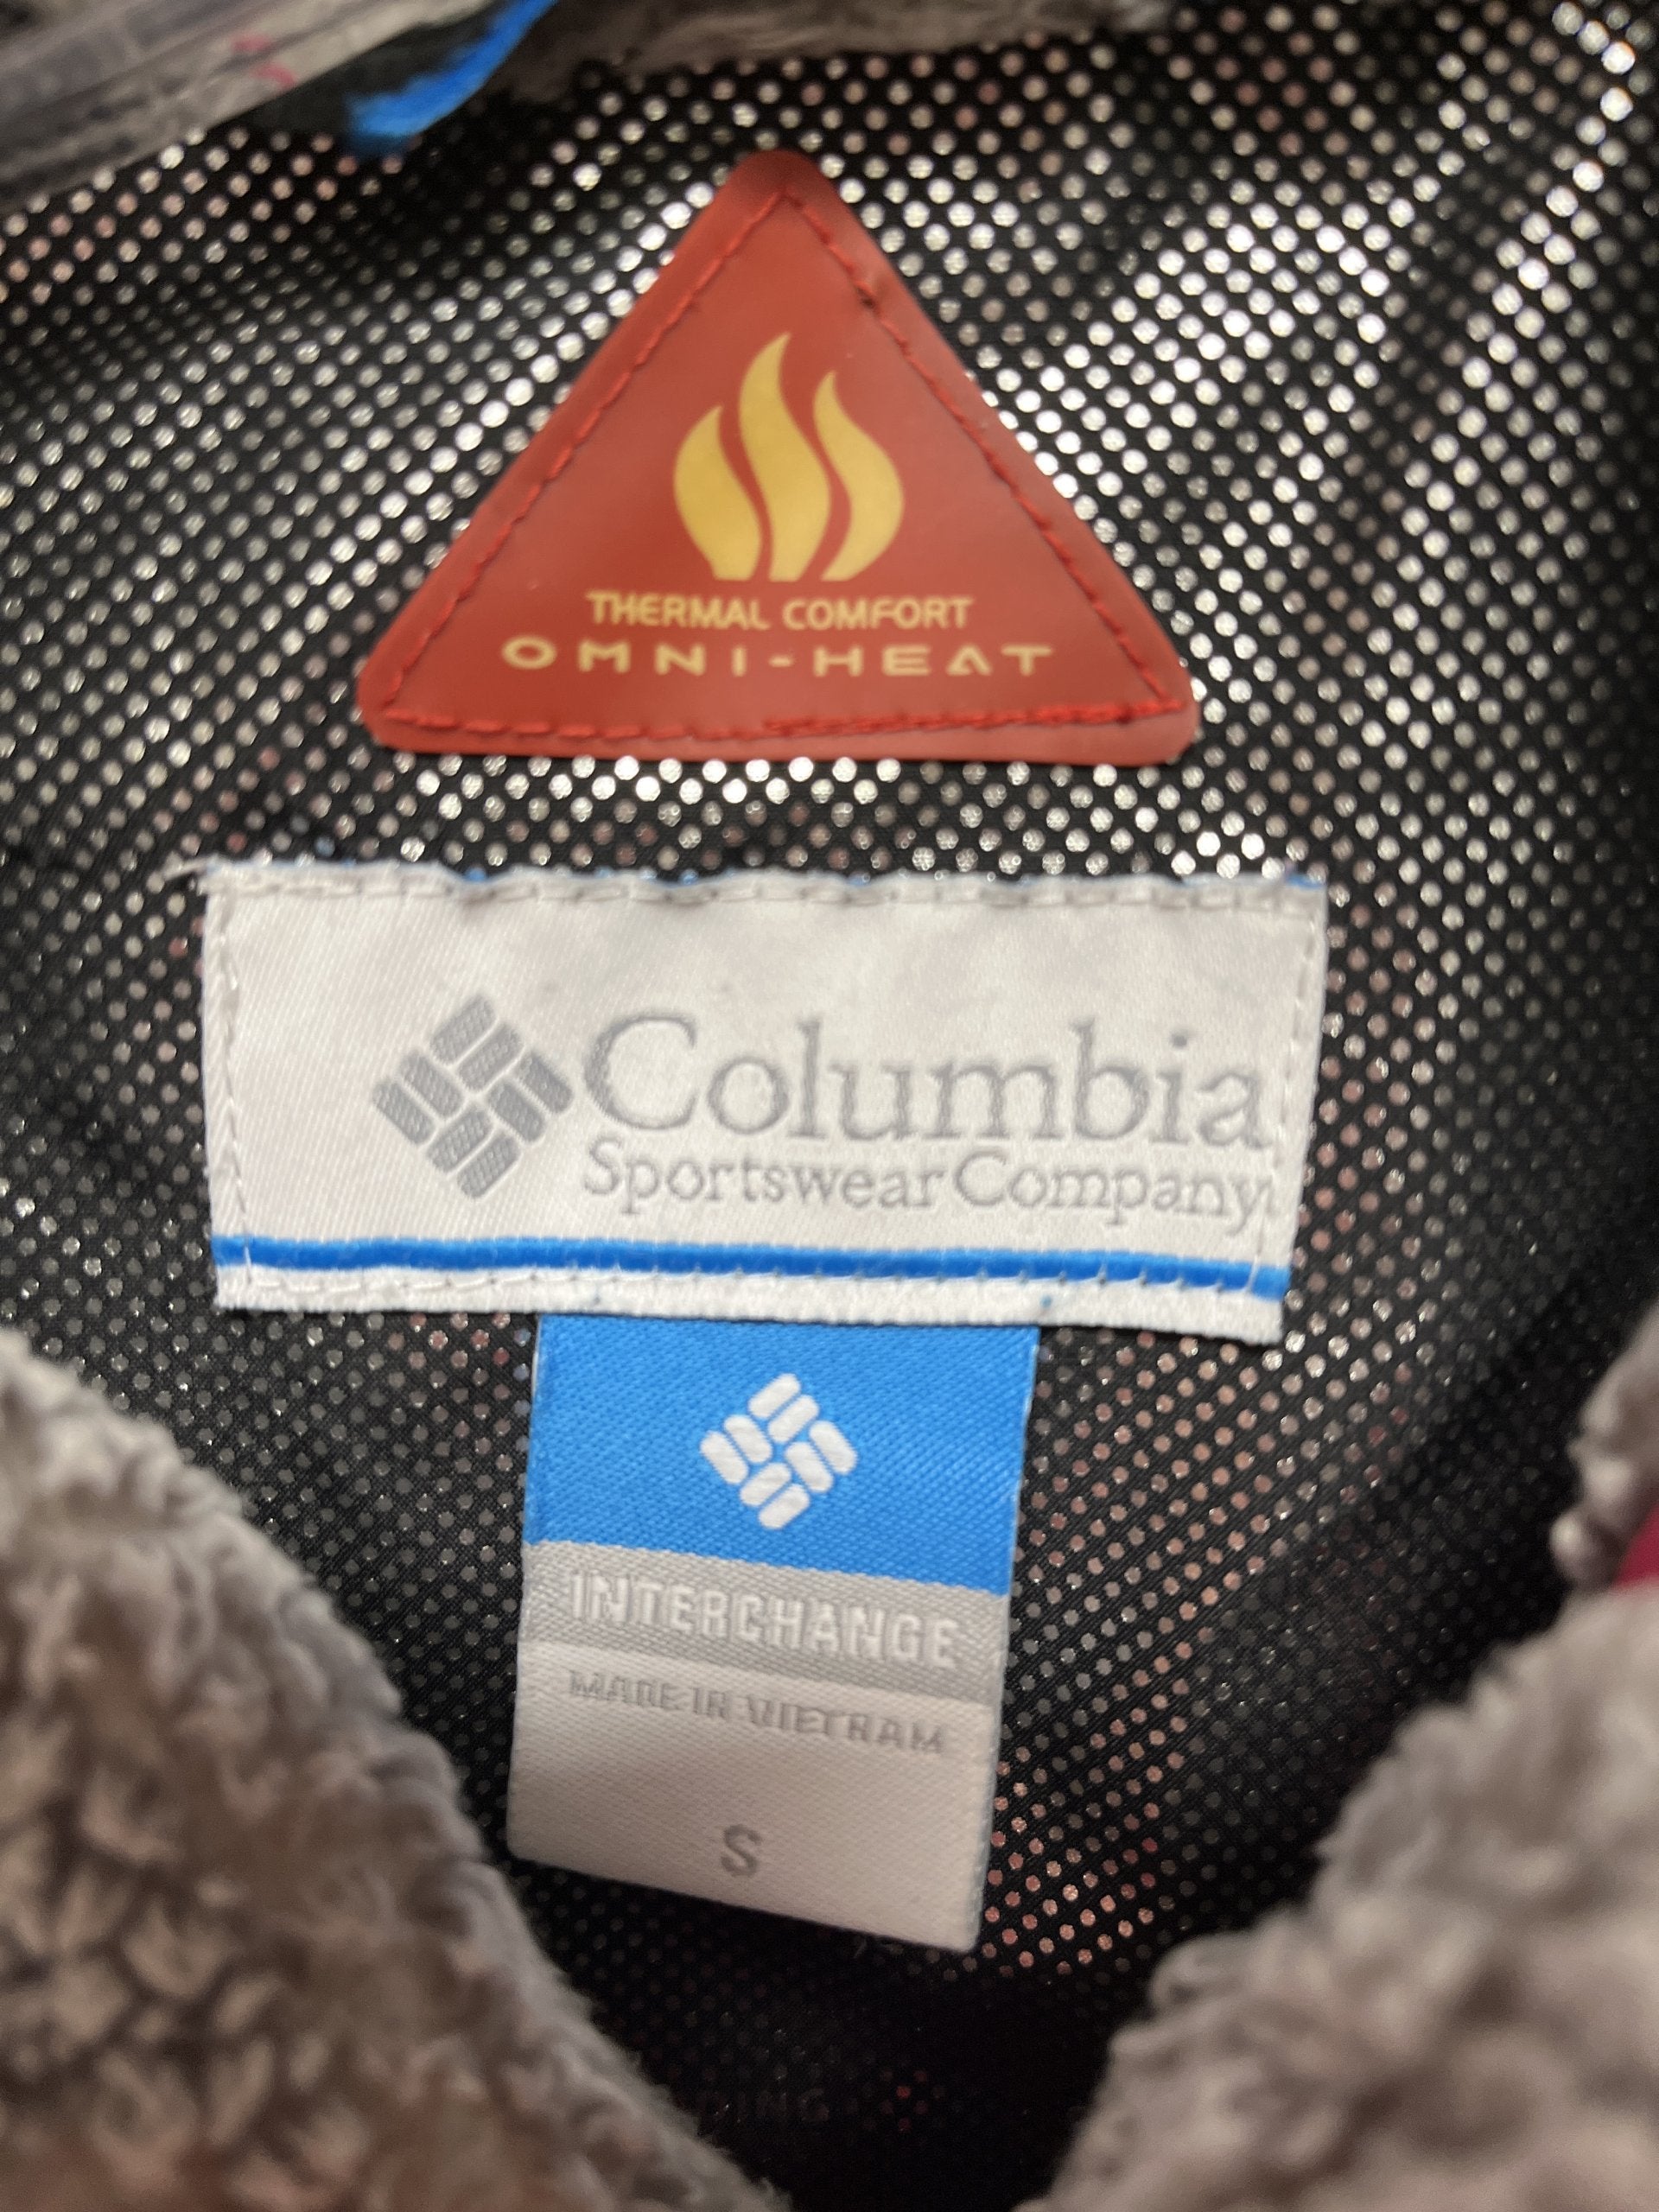 THERMAL COMFORT
OMNI-HEAT
Columbia
Sportswear Company
INTERCHANGE
MADE IN VIETNAM
S